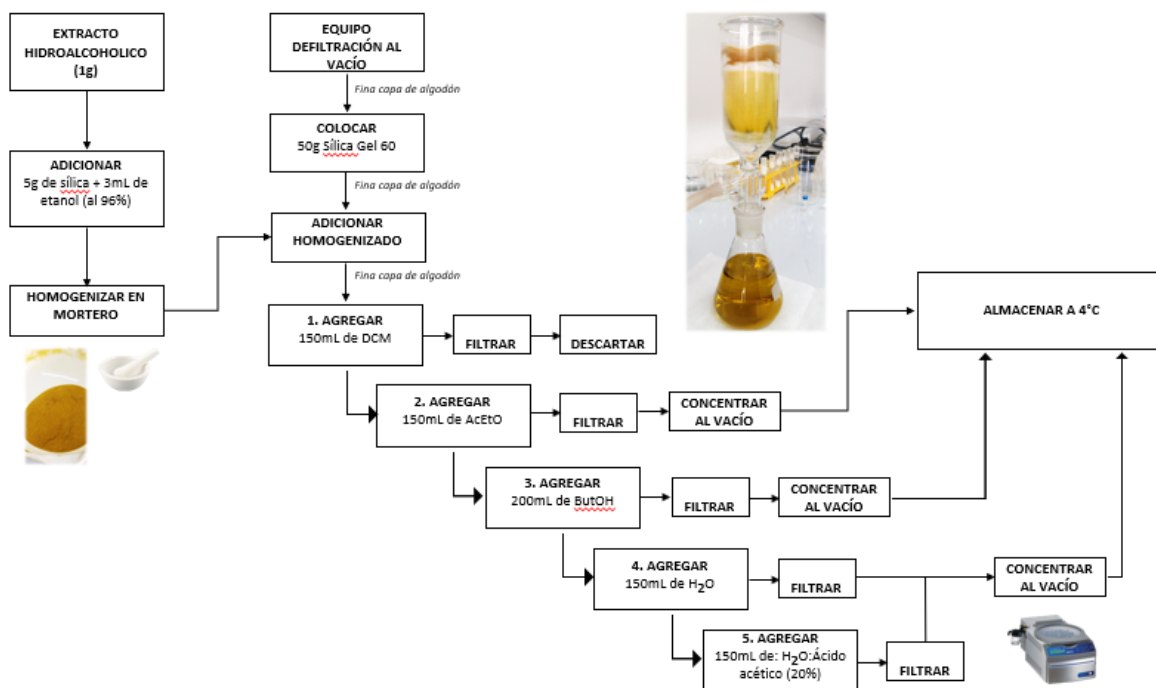 EXTRACTO
HIDROALCOHOLICO
(1g)
ADICIONAR
5g de sílica + 3mL de
etanol (al 96%)
HOMOGENIZAR EN
MORTERO
EQUIPO
DEFILTRACIÓN AL
VACÍO
Fina capa de algodón
COLOCAR
50g Sílica Gel 60
Fina capa de algodón
ADICIONAR
HOMOGENIZADO
Fina capa de algodón
1. AGREGAR
150mL de DCM
FILTRAR
DESCARTAR
2. AGREGAR
150mL de AcEtO
FILTRAR
CONCENTRAR
AL VACÍO
3. AGREGAR
200mL de ButOH
FILTRAR
CONCENTRAR
AL VACÍO
4. AGREGAR
150mL de H₂O
FILTRAR
CONCENTRAR
AL VACÍO
5. AGREGAR
150mL de: H₂O:Ácido
acético (20%)
FILTRAR
ALMACENAR A 4°C